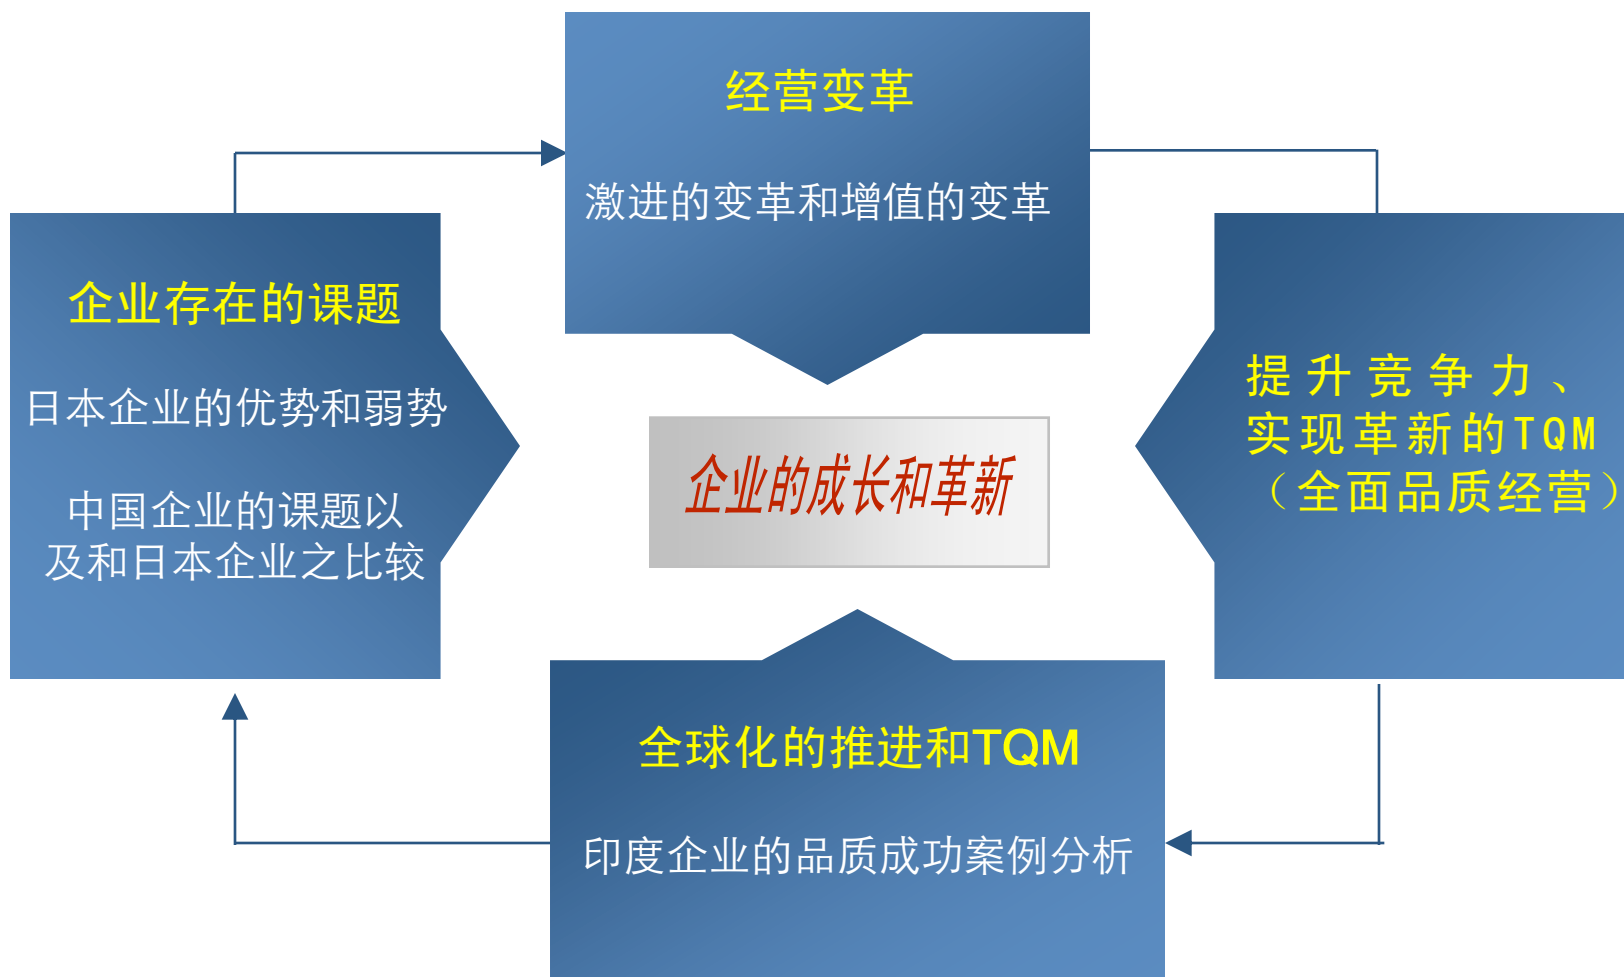 经营变革
激进的变革和增值的变革
企业存在的课题
日本企业的优势和弱势
中国企业的课题以
及和日本企业之比较
企业的成长和革新
提升竞争力、
实现革新的TQM
（全面品质经营）
全球化的推进和TQM
印度企业的品质成功案例分析